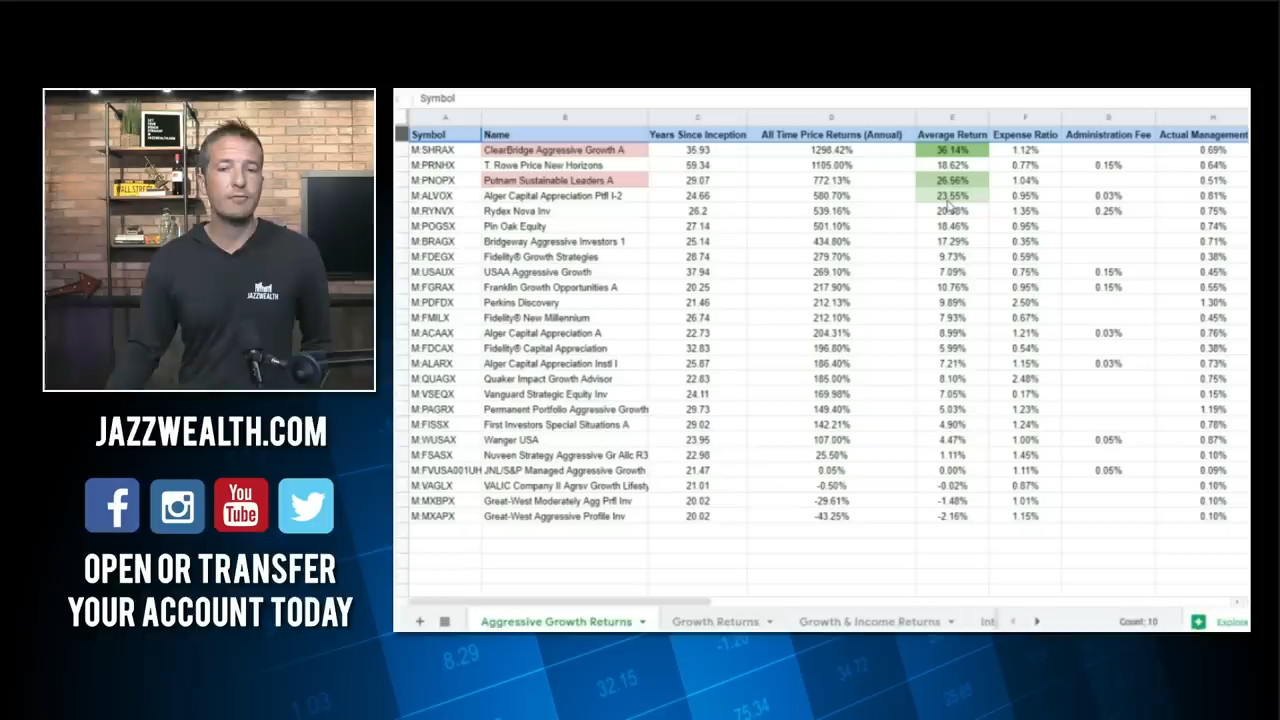 WALL STREET
JAZZWEALTH
JAZZWEALTH.COM
f
You
Tube
OPEN OR TRANSFER
YOUR ACCOUNT TODAY
Symbol
A B C D E F G H
Symbol Name Years Since Inception All Time Price Returns (Annual) Average Return Expense Ratio Administration Fee Actual Management
M:SHRAX ClearBridge Aggressive Growth A 35.93 1298.42% 36.14% 1.12% 0.69%
M:PRNHX T. Rowe Price New Horizons 59.34 1105.00% 18.62% 0.77% 0.15% 0.64%
M:PNOPX Putnam Sustainable Leaders A 29.07 772.13% 26.56% 1.04% 0.51%
M:ALVOX Alger Capital Appreciation Ptfl I-2 24.66 580.70% 23.55% 0.95% 0.03% 0.81%
M:RYNVX Rydex Nova Inv 26.2 539.16% 1.35% 0.25% 0.75%
M:POGSX Pin Oak Equity 27.14 501.10% 18.46% 0.95% 0.74%
M:BRAGX Bridgeway Aggressive Investors 1 25.14 434.80% 17.29% 0.35% 0.71%
M:FDEGX Fidelity® Growth Strategies 28.74 279.70% 9.73% 0.59% 0.38%
M:USAUX USAA Aggressive Growth 37.94 269.10% 7.09% 0.75% 0.15% 0.45%
M:FGRAX Franklin Growth Opportunities A 20.25 217.90% 10.76% 0.95% 0.15% 0.55%
M:PDFDX Perkins Discovery 21.46 212.13% 9.89% 2.50% 1.30%
M:FMILX Fidelity® New Millennium 26.74 212.10% 7.93% 0.67% 0.45%
M:ACAAX Alger Capital Appreciation A 22.73 204.31% 8.99% 1.21% 0.03% 0.76%
M:FDCAX Fidelity® Capital Appreciation 32.83 196.80% 5.99% 0.54% 0.38%
M:ALARX Alger Capital Appreciation Instl I 25.87 186.40% 7.21% 1.15% 0.03% 0.73%
M:QUAGX Quaker Impact Growth Advisor 22.83 185.00% 8.10% 2.48% 0.75%
M:VSEQX Vanguard Strategic Equity Inv 24.11 169.98% 7.05% 0.17% 0.15%
M:PAGRX Permanent Portfolio Aggressive Growth 29.73 149.40% 5.03% 1.23% 1.19%
M:FISSX First Investors Special Situations A 29.02 142.21% 4.90% 1.24% 0.78%
M:WUSAX Wanger USA 23.95 107.00% 4.47% 1.00% 0.05% 0.87%
M:FSASX Nuveen Strategy Aggressive Gr Allc R3 22.98 25.50% 1.11% 1.45% 0.10%
M:FVUSA001UH JNL/S&P Managed Aggressive Growth 21.47 0.05% 0.00% 1.11% 0.05% 0.09%
M:VAGLX VALIC Company II Agrsv Growth Lifesty 21.01 -0.50% -0.02% 0.87% 0.10%
M:MXBPX Great-West Moderately Agg Prfl Inv 20.02 -29.61% -1.48% 1.01% 0.10%
M:MXAPX Great-West Aggressive Profile Inv 20.02 -43.25% -2.16% 1.15% 0.10%
Aggressive Growth Returns Growth Returns Growth & Income Returns Int Count: 10 Explore
8.29
-1.20
34.72
32.15
1.03
75.34